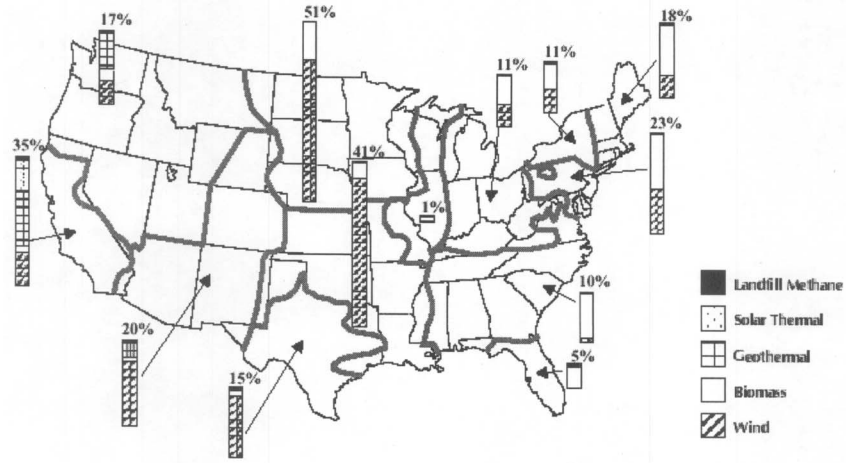 17%
51%
18%
11%
11%
23%
35%
41%
1%
10%
20%
15%
5%
Landfill Methane
Solar Thermal
Geothermal
Biomass
Wind